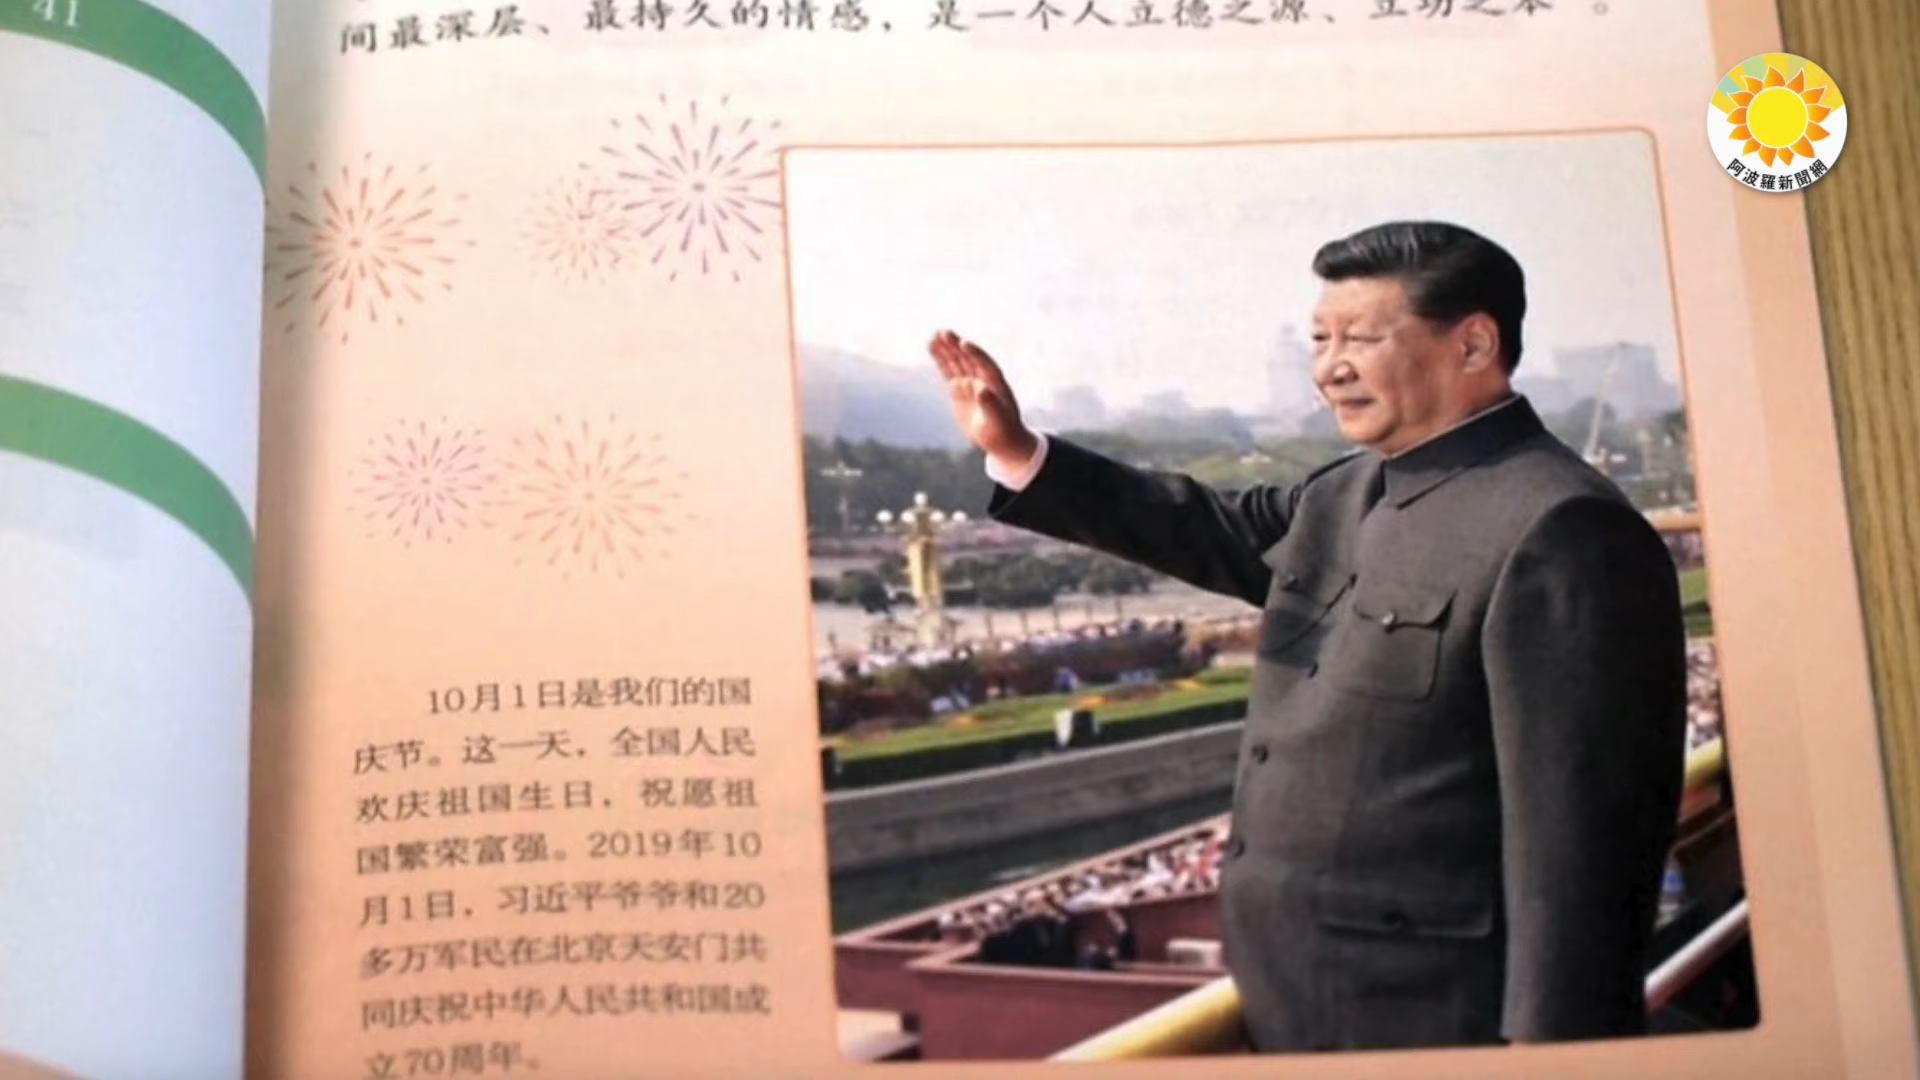 41
间最深层、最持久的情感，是一个人立德之源、立功之本”。
阿波羅新聞網
10月1日是我们的国
庆节。这一天，全国人民
欢庆祖国生日，祝愿祖
国繁荣富强。2019年10
月1日，习近平爷爷和20
多万军民在北京天安门共
同庆祝中华人民共和国成
立70周年。